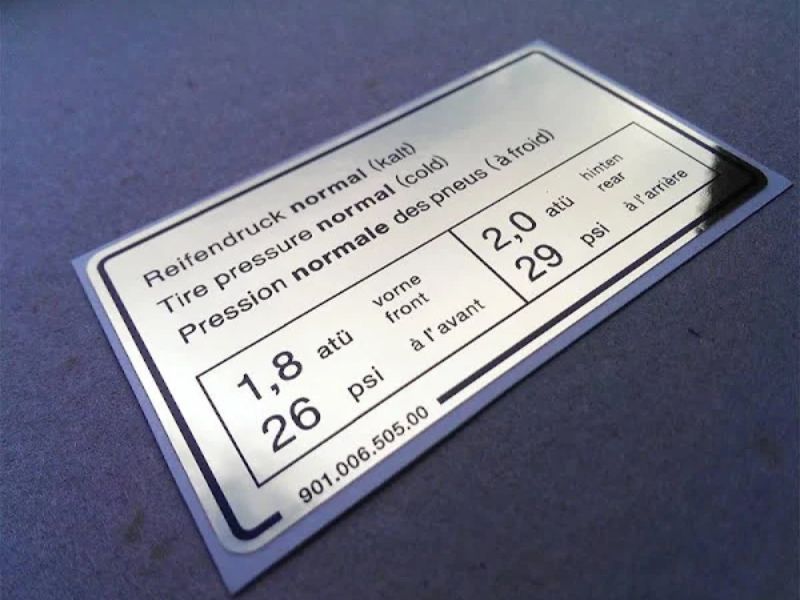 Reifendruck normal (kalt)
Tire pressure normal (cold)
Pression normale des pneus (à froid)
1,8 atü vorne
front
26 psi à l'avant
2,0 atü hinten
rear
29 psi à l'arrière
901.006.505.00